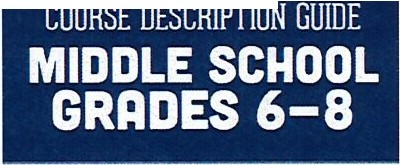 COURSE DESCRIPTION GUIDE
MIDDLE SCHOOL
GRADES 6–8